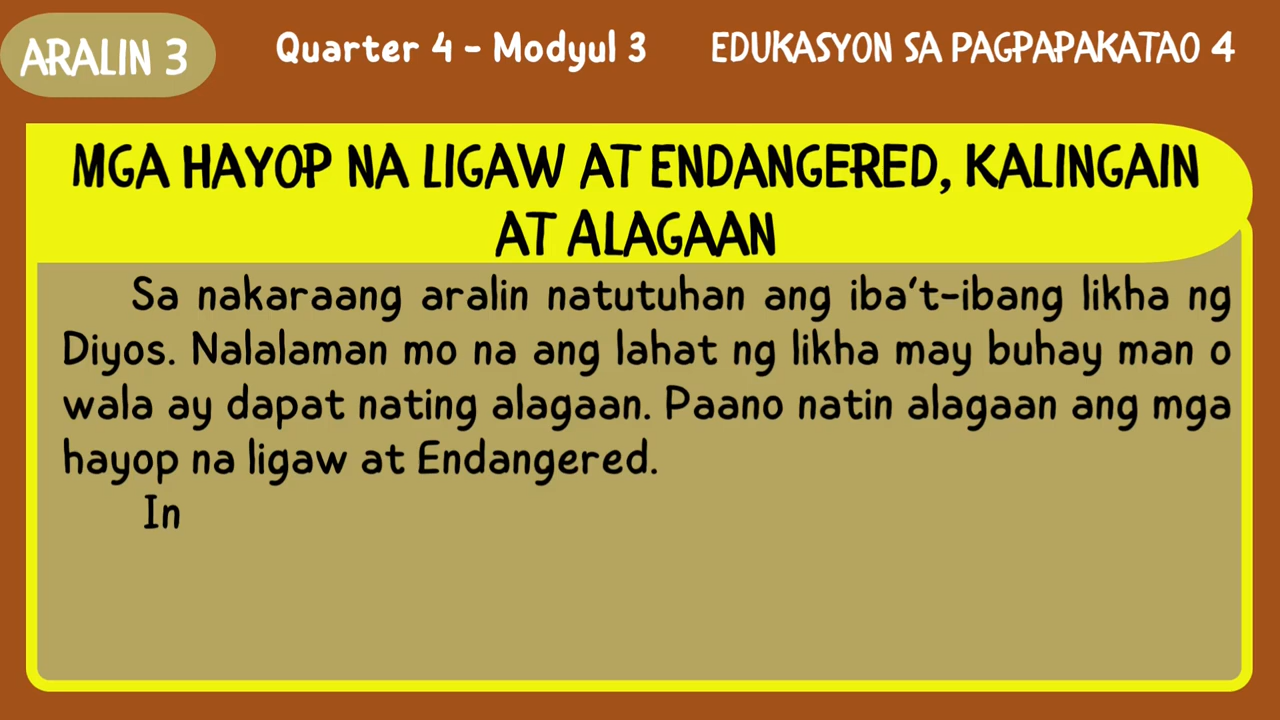 ARALIN 3
Quarter 4 - Modyul 3
EDUKASYON SA PAGPAPAKATAO 4
MGA HAYOP NA LIGAW AT ENDANGERED, KALINGAIN
AT ALAGAAN
Sa nakaraang aralin natutuhan ang iba't-ibang likha ng
Diyos. Nalalaman mo na ang lahat ng likha may buhay man o
wala ay dapat nating alagaan. Paano natin alagaan ang mga
hayop na ligaw at Endangered.
In